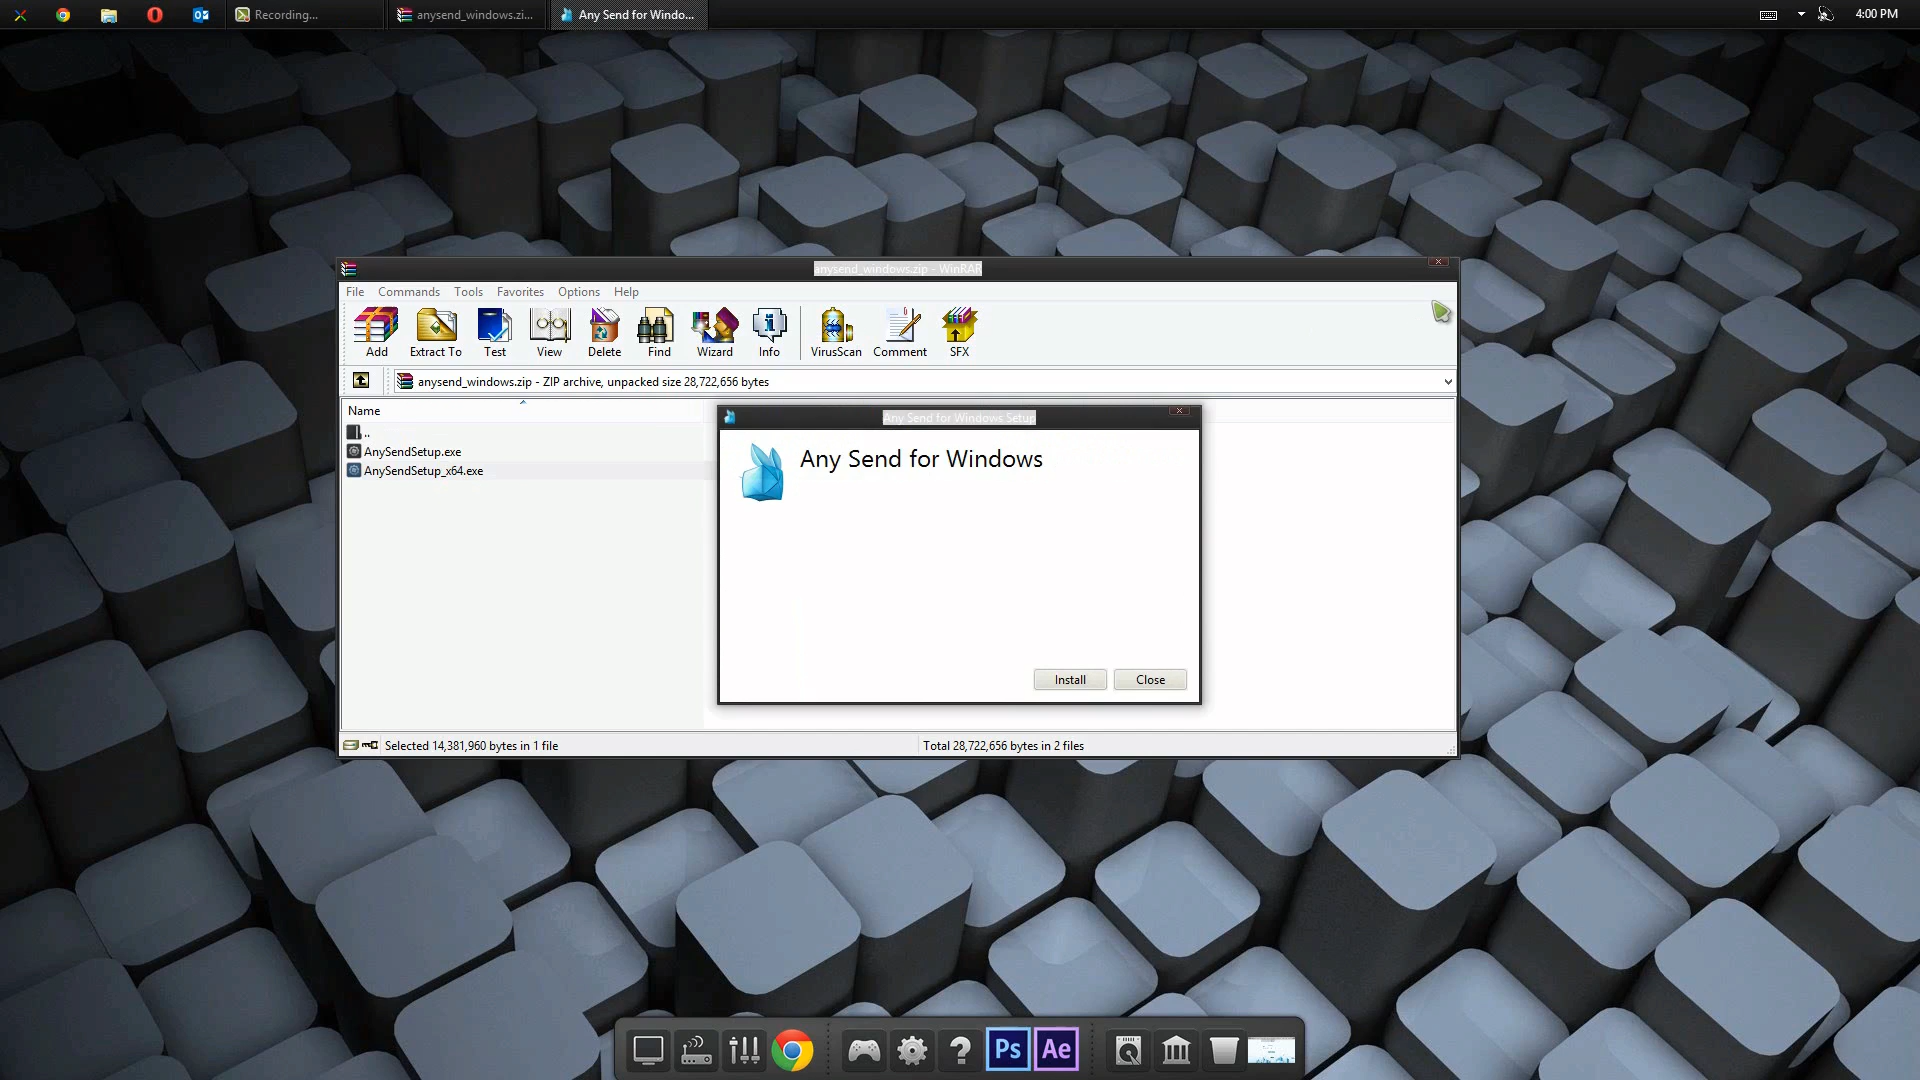 Recording...
anysend_windows.zi...
Any Send for Windo...
4:00 PM
anysend_windows.zip - WinRAR
File Commands Tools Favorites Options Help
Add Extract To Test View Delete Find Wizard Info VirusScan Comment SFX
anysend_windows.zip - ZIP archive, unpacked size 28,722,656 bytes
Name
..
AnySendSetup.exe
AnySendSetup_x64.exe
Any Send for Windows Setup
Any Send for Windows
Install Close
Selected 14,381,960 bytes in 1 file
Total 28,722,656 bytes in 2 files
Ps Ae